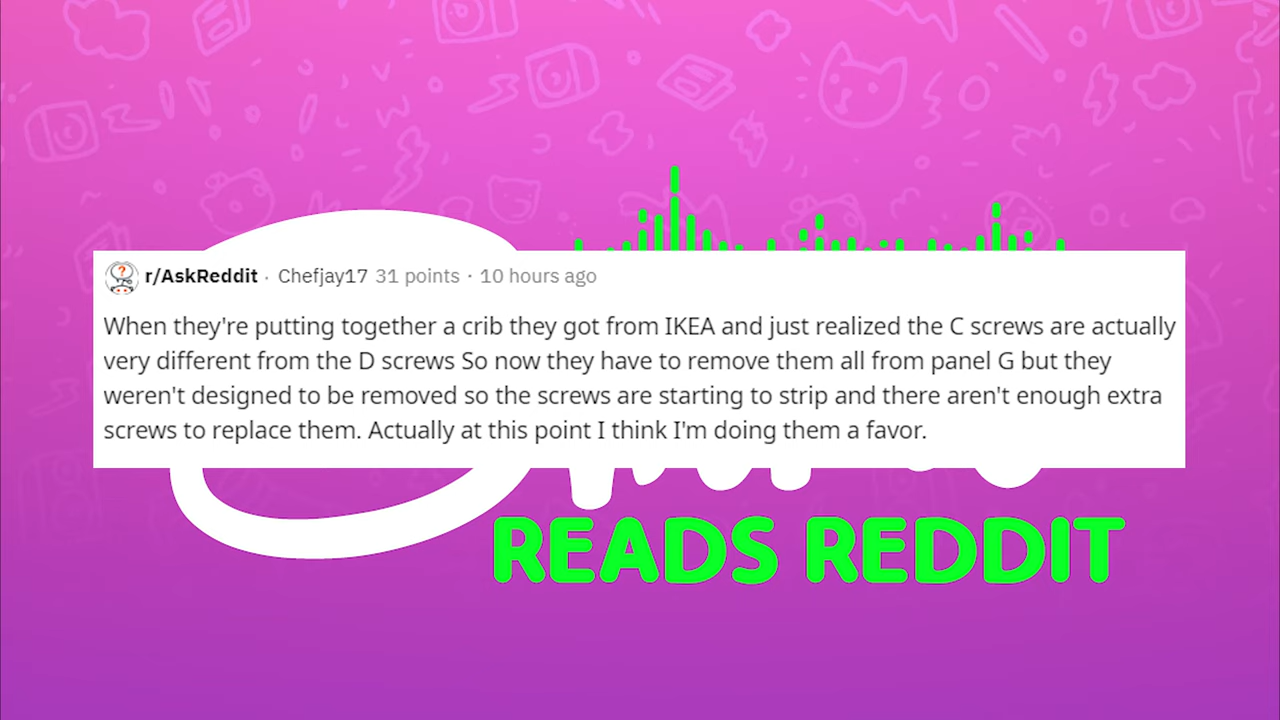 r/AskReddit · Chefjay17 31 points · 10 hours ago
When they're putting together a crib they got from IKEA and just realized the C screws are actually
very different from the D screws So now they have to remove them all from panel G but they
weren't designed to be removed so the screws are starting to strip and there aren't enough extra
screws to replace them. Actually at this point I think I'm doing them a favor.
READS REDDIT